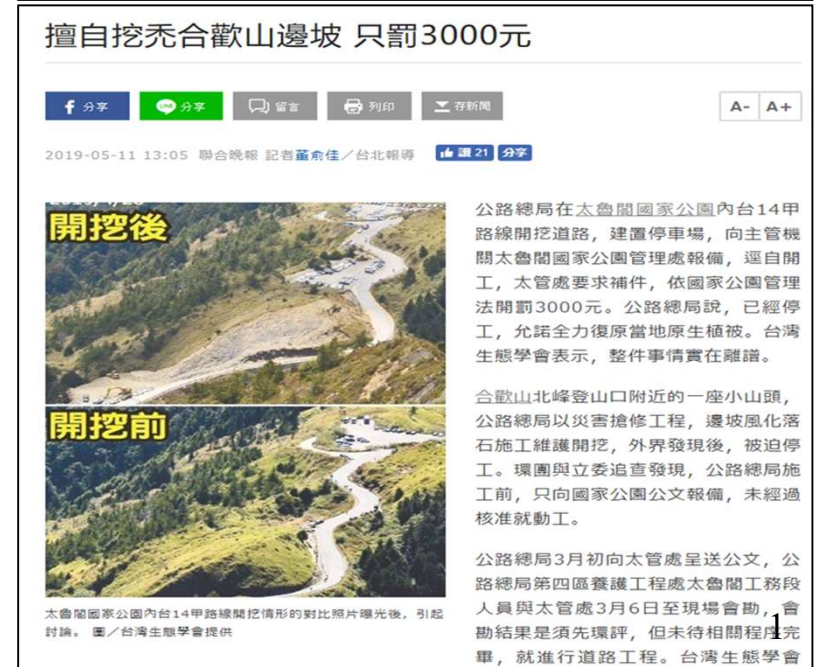 擅自挖禿合歡山邊坡 只罰3000元
f 分享
LINE 分享
留言
列印
存新聞
A- A+
2019-05-11 13:05 聯合晚報 記者董俞佳／台北報導 讚 21 分享
開挖後
開挖前
太魯閣國家公園內台14甲路線開挖情形的對比照片曝光後，引起
討論。 圖／台灣生態學會提供
公路總局在太魯閣國家公園內台14甲
路線開挖道路，建置停車場，向主管機
關太魯閣國家公園管理處報備，逕自開
工，太管處要求補件，依國家公園管理
法開罰3000元。公路總局說，已經停
工，允諾全力復原當地原生植被。台灣
生態學會表示，整件事情實在離譜。
合歡山北峰登山口附近的一座小山頭，
公路總局以災害搶修工程，邊坡風化落
石施工維護開挖，外界發現後，被迫停
工。環團與立委追查發現，公路總局施
工前，只向國家公園公文報備，未經過
核准就動工。
公路總局3月初向太管處呈送公文，公
路總局第四區養護工程處太魯閣工務段
人員與太管處3月6日至現場會勘，會
勘結果是須先環評，但未待相關程序完
畢，就進行道路工程。台灣生態學會
1